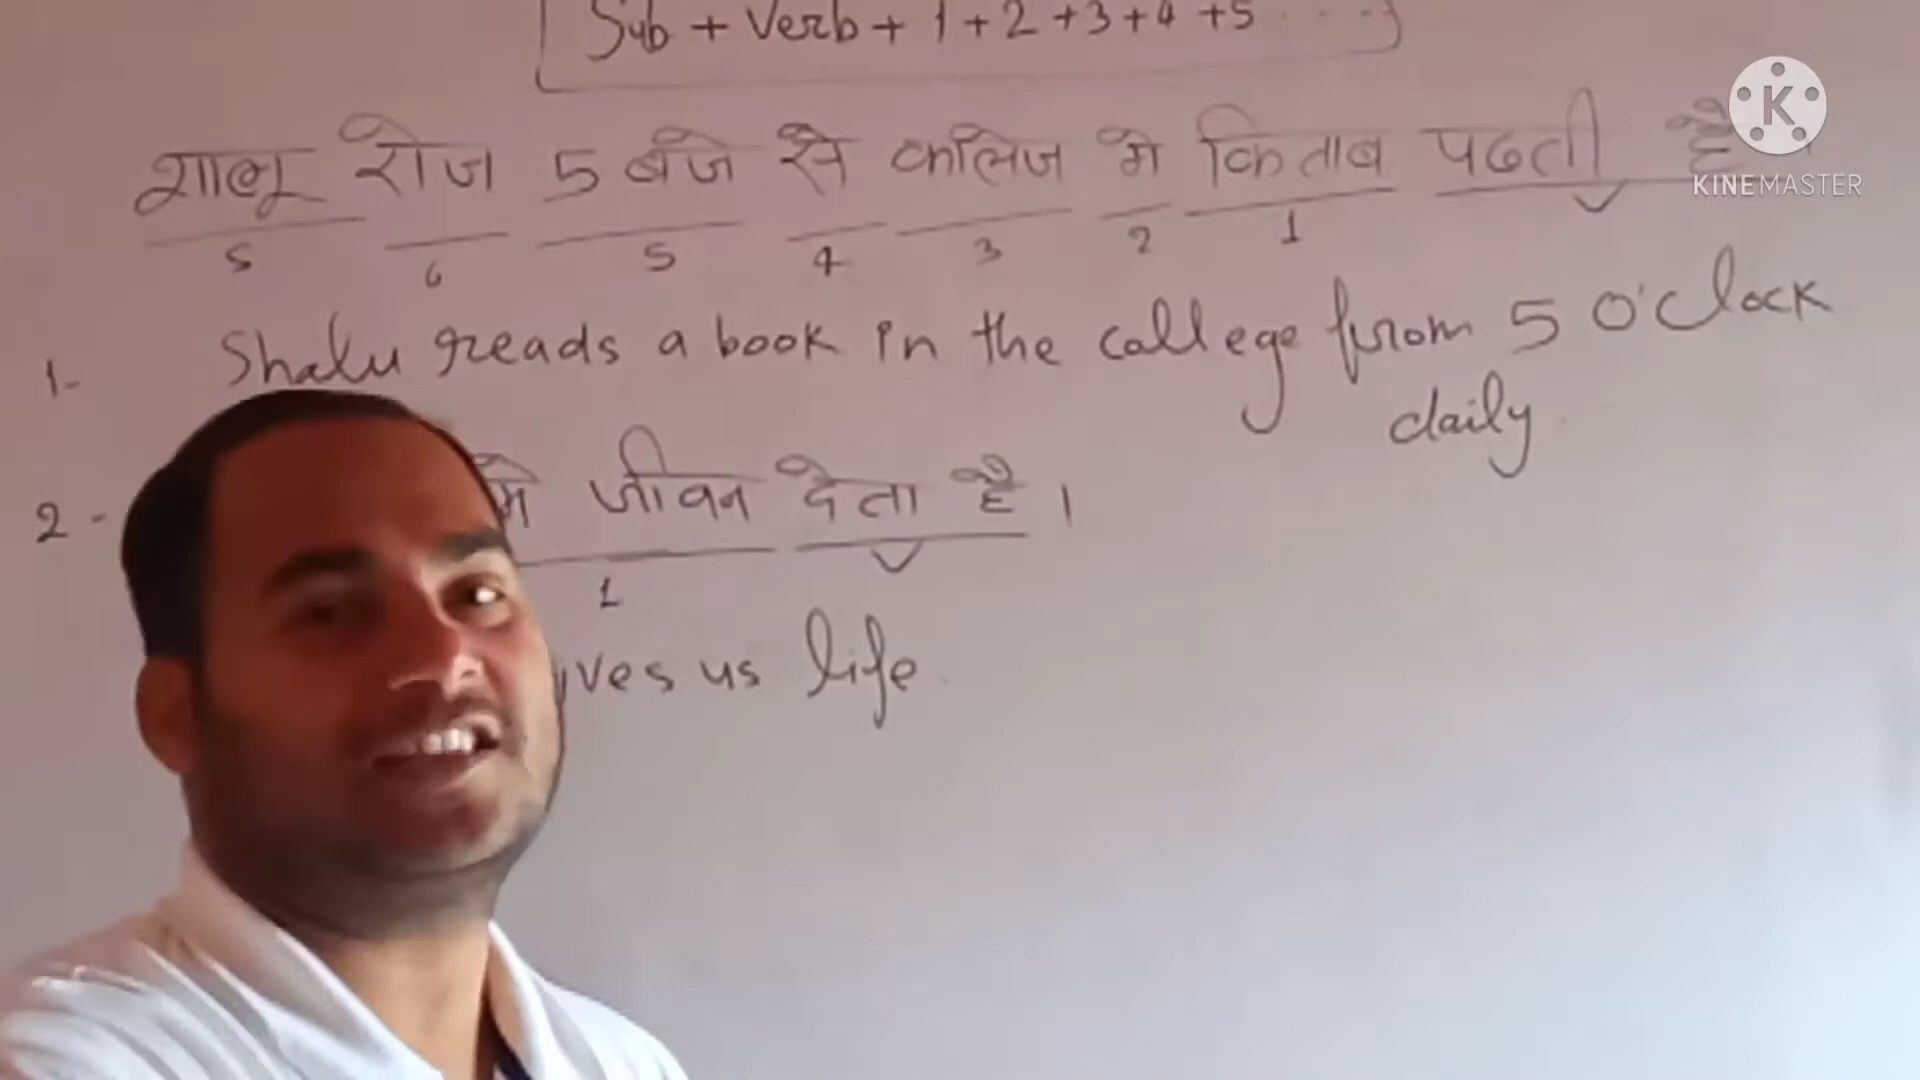 Sub + Verb + 1 + 2 + 3 + 4 + 5 . . . .
शालू रोज 5 बजे से कॉलेज मे किताब पढती है
S 6 5 4 3 2 1 V
1- Shalu reads a book in the college from 5 O'clock
daily.
2- जीवन देता है ।
1 V
us life.
K
KINEMASTER